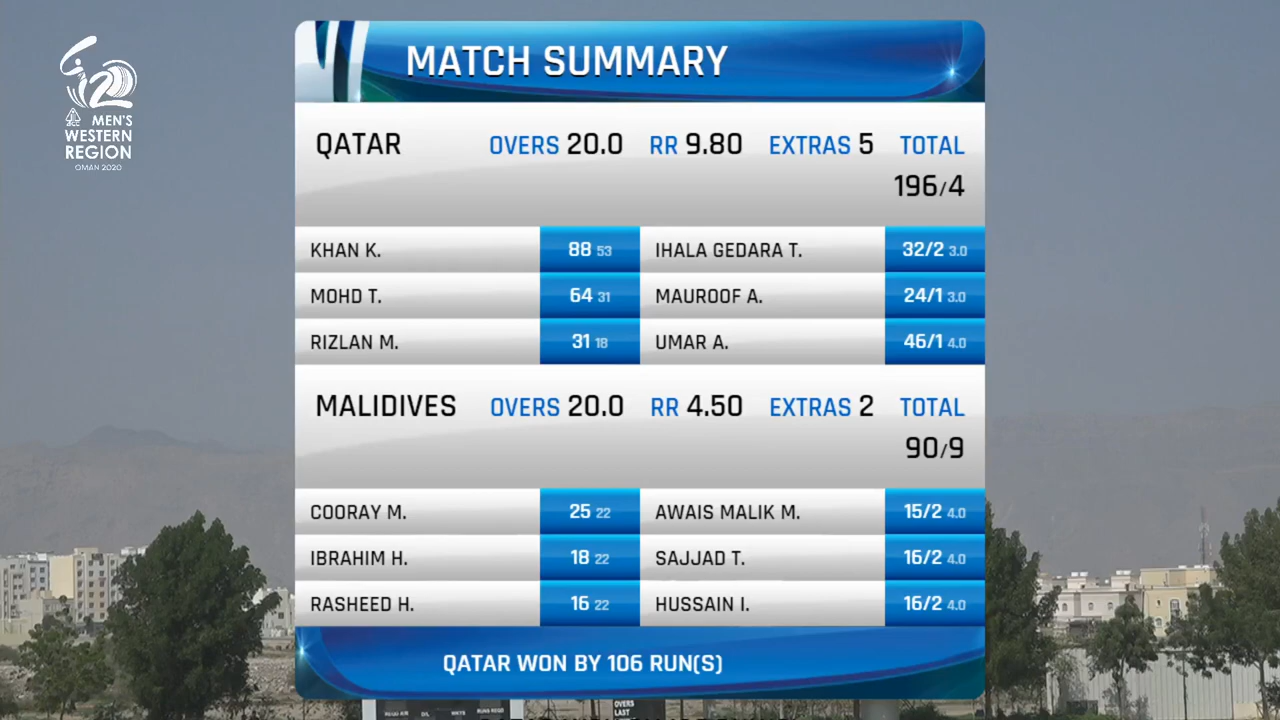 MATCH SUMMARY
QATAR OVERS 20.0 RR 9.80 EXTRAS 5 TOTAL
196/4
KHAN K. 88 53 IHALA GEDARA T. 32/2 3.0
MOHD T. 64 31 MAUROOF A. 24/1 3.0
RIZLAN M. 31 18 UMAR A. 46/1 4.0
MALIDIVES OVERS 20.0 RR 4.50 EXTRAS 2 TOTAL
90/9
COORAY M. 25 22 AWAIS MALIK M. 15/2 4.0
IBRAHIM H. 18 22 SAJJAD T. 16/2 4.0
RASHEED H. 16 22 HUSSAIN I. 16/2 4.0
QATAR WON BY 106 RUN(S)
T20
MEN'S
WESTERN
REGION
OMAN 2020
OVERS
LAST